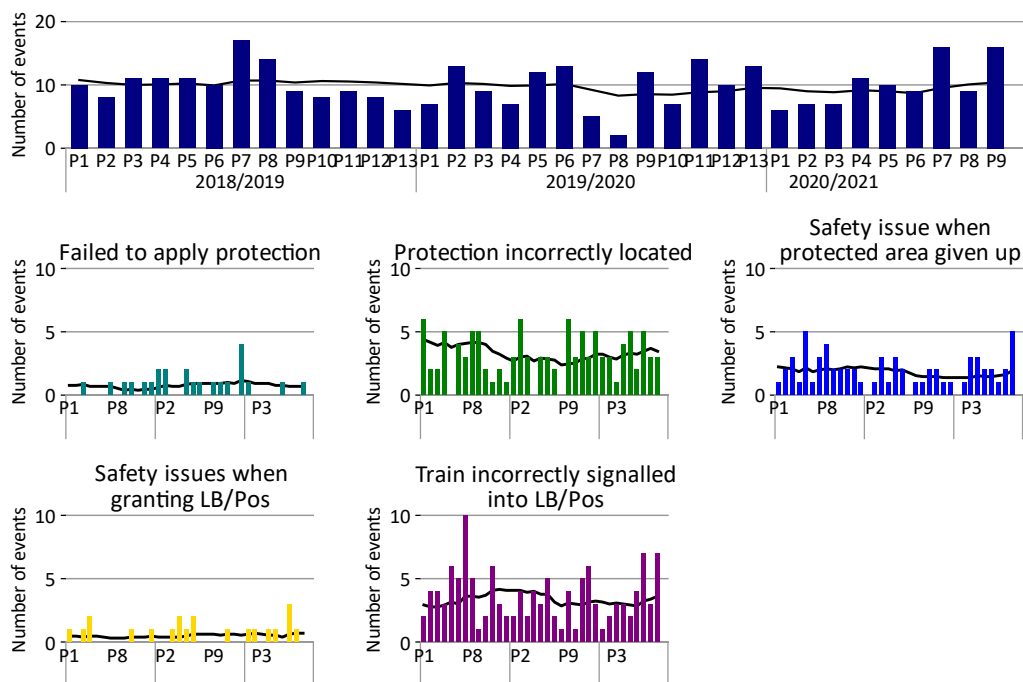 Number of events
20
10
0
P1 P2 P3 P4 P5 P6 P7 P8 P9 P10 P11 P12 P13 P1 P2 P3 P4 P5 P6 P7 P8 P9 P10 P11 P12 P13 P1 P2 P3 P4 P5 P6 P7 P8 P9
2018/2019 2019/2020 2020/2021
Failed to apply protection
Number of events
10
5
0
P1 P8 P2 P9 P3
Protection incorrectly located
Number of events
10
5
0
P1 P8 P2 P9 P3
Safety issue when
protected area given up
Number of events
10
5
0
P1 P8 P2 P9 P3
Safety issues when
granting LB/Pos
Number of events
10
5
0
P1 P8 P2 P9 P3
Train incorrectly signalled
into LB/Pos
Number of events
10
5
0
P1 P8 P2 P9 P3